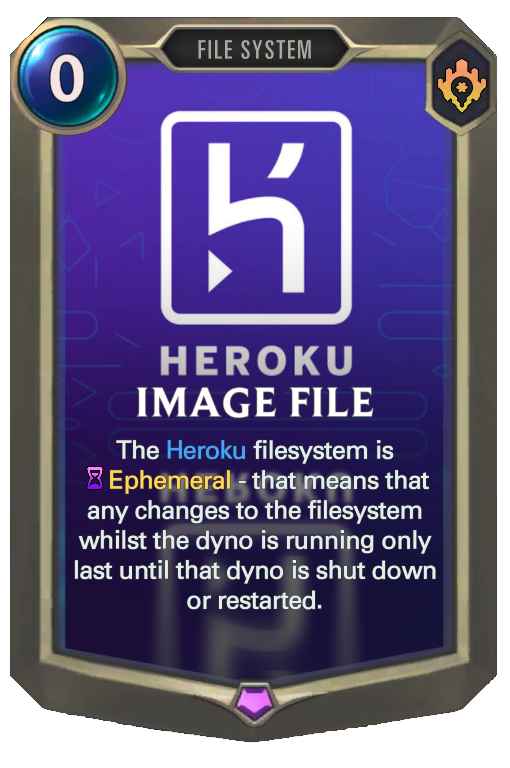 0
FILE SYSTEM
HEROKU
IMAGE FILE
The Heroku filesystem is
Ephemeral - that means that
any changes to the filesystem
whilst the dyno is running only
last until that dyno is shut down
or restarted.